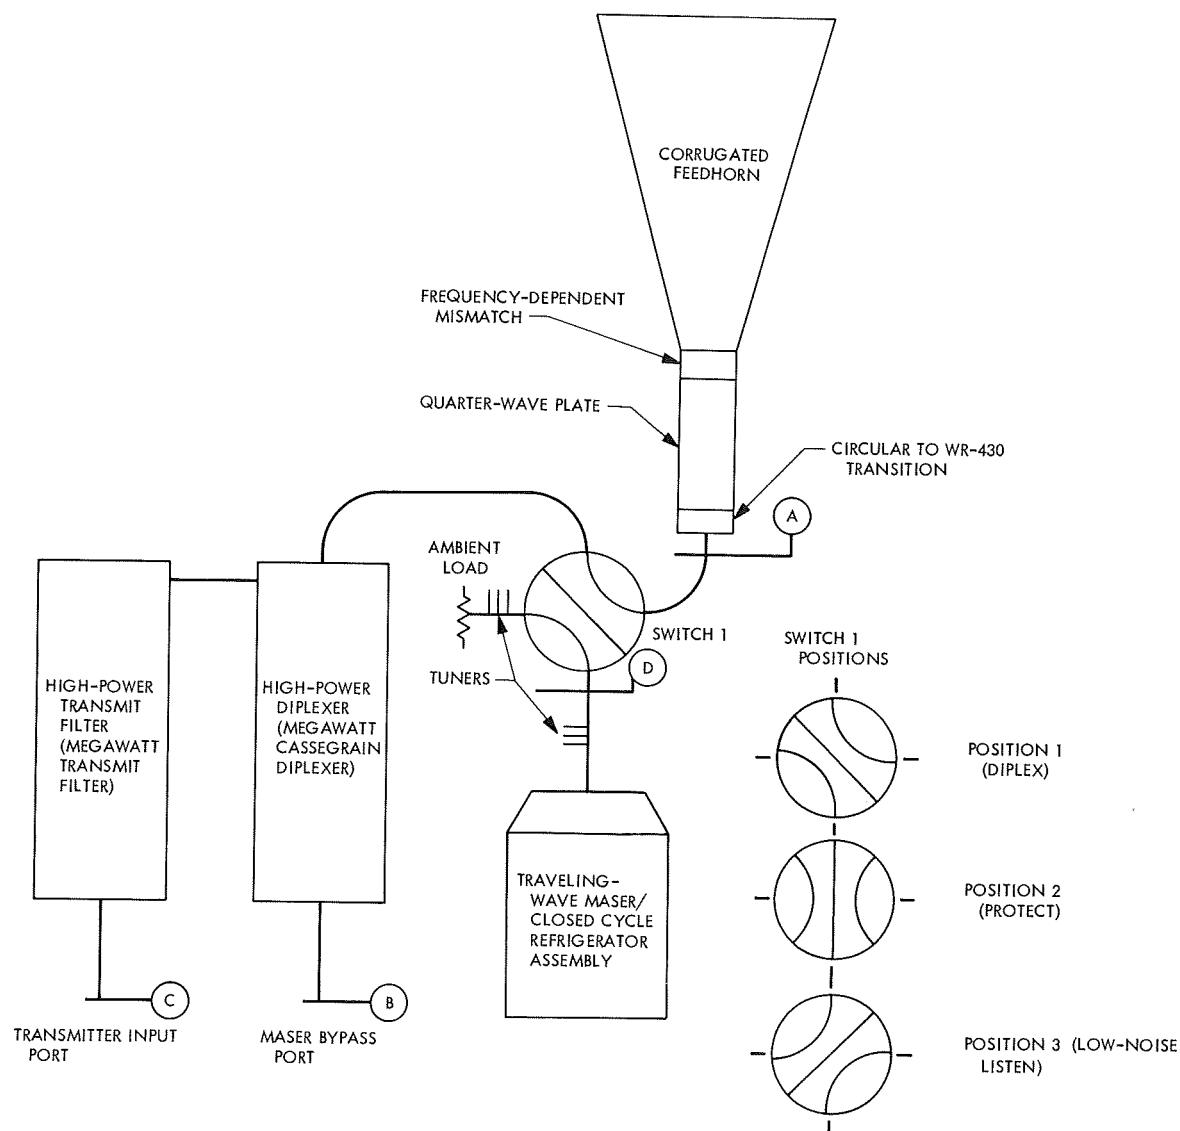 CORRUGATED
FEEDHORN
FREQUENCY-DEPENDENT
MISMATCH
QUARTER-WAVE PLATE
CIRCULAR TO WR-430
TRANSITION
A
AMBIENT
LOAD
SWITCH 1
D
TUNERS
HIGH-POWER
TRANSMIT
FILTER
(MEGAWATT
TRANSMIT
FILTER)
HIGH-POWER
DIPLEXER
(MEGAWATT
CASSEGRAIN
DIPLEXER)
SWITCH 1
POSITIONS
POSITION 1
(DIPLEX)
POSITION 2
(PROTECT)
POSITION 3 (LOW-NOISE
LISTEN)
TRAVELING-
WAVE MASER/
CLOSED CYCLE
REFRIGERATOR
ASSEMBLY
C
TRANSMITTER INPUT
PORT
B
MASER BYPASS
PORT